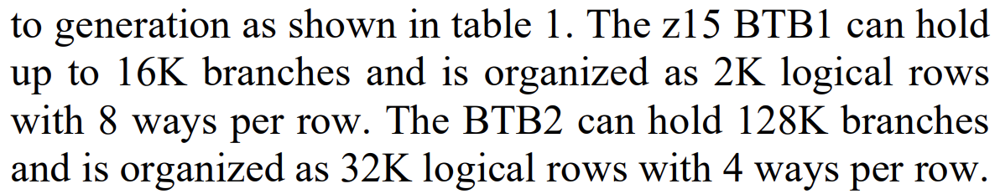 to generation as shown in table 1. The z15 BTB1 can hold
up to 16K branches and is organized as 2K logical rows
with 8 ways per row. The BTB2 can hold 128K branches
and is organized as 32K logical rows with 4 ways per row.